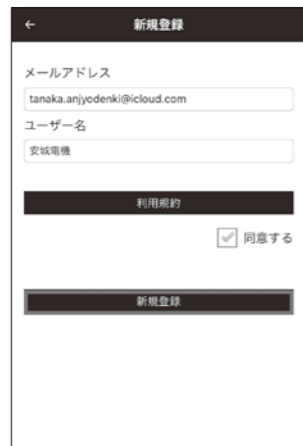 ← 新規登録
メールアドレス
tanaka.anjyodenki@icloud.com
ユーザー名
安城電機
利用規約
同意する
新規登録